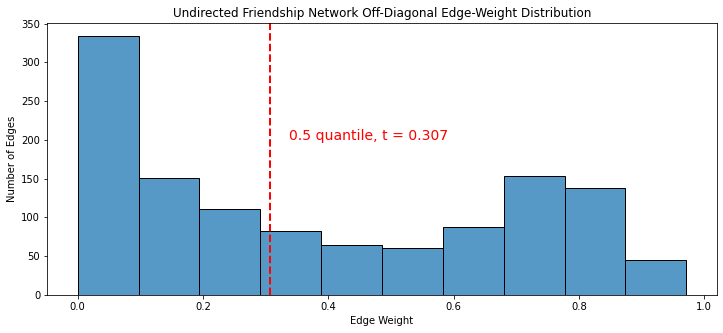 Undirected Friendship Network Off-Diagonal Edge-Weight Distribution
350
300
250
200
150
100
50
0
Number of Edges
0.5 quantile, t = 0.307
0.0 0.2 0.4 0.6 0.8 1.0
Edge Weight